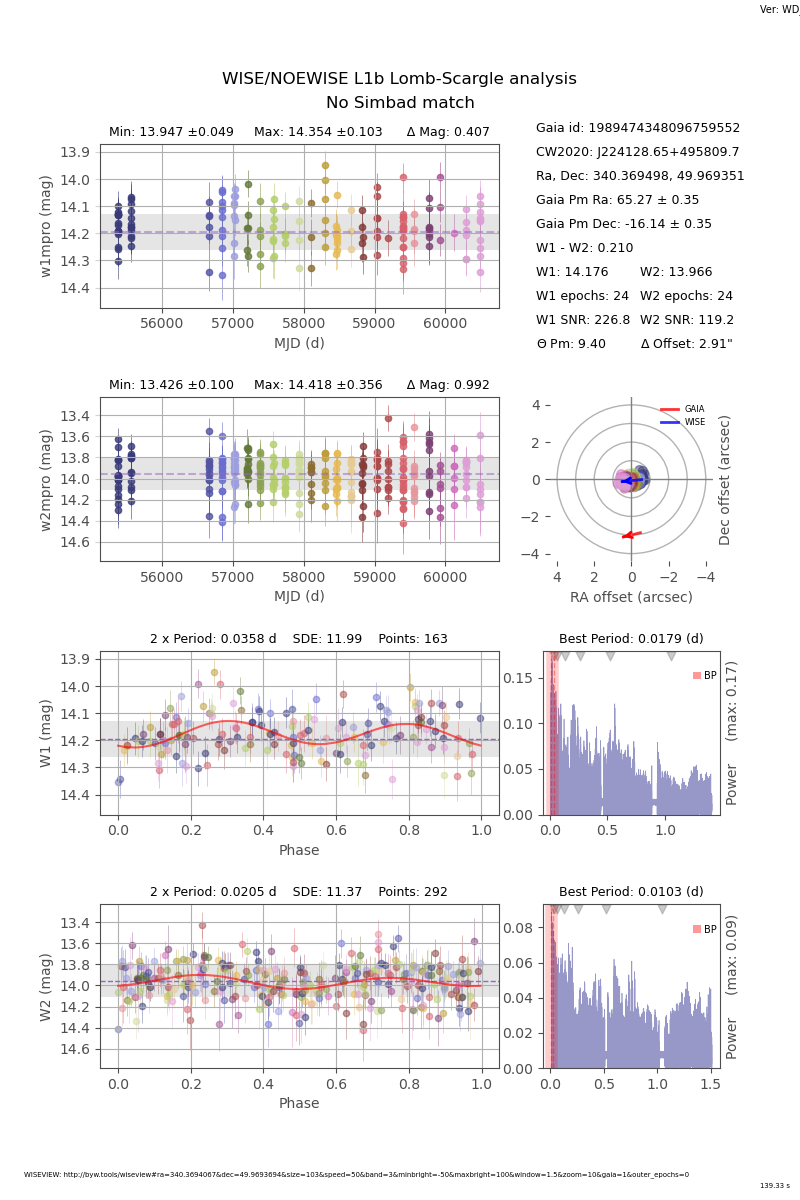 Ver: WD_
WISE/NOEWISE L1b Lomb-Scargle analysis
No Simbad match
Min: 13.947 ±0.049 Max: 14.354 ±0.103 Δ Mag: 0.407
13.9
14.0
14.1
14.2
14.3
14.4
w1mpro (mag)
56000 57000 58000 59000 60000
MJD (d)
Gaia id: 1989474348096759552
CW2020: J224128.65+495809.7
Ra, Dec: 340.369498, 49.969351
Gaia Pm Ra: 65.27 ± 0.35
Gaia Pm Dec: -16.14 ± 0.35
W1 - W2: 0.210
W1: 14.176 W2: 13.966
W1 epochs: 24 W2 epochs: 24
W1 SNR: 226.8 W2 SNR: 119.2
Θ Pm: 9.40 Δ Offset: 2.91"
Min: 13.426 ±0.100 Max: 14.418 ±0.356 Δ Mag: 0.992
13.4
13.6
13.8
14.0
14.2
14.4
14.6
w2mpro (mag)
56000 57000 58000 59000 60000
MJD (d)
GAIA
WISE
4
2
0
−2
−4
Dec offset (arcsec)
4 2 0 −2 −4
RA offset (arcsec)
2 x Period: 0.0358 d SDE: 11.99 Points: 163
13.9
14.0
14.1
14.2
14.3
14.4
W1 (mag)
0.0 0.2 0.4 0.6 0.8 1.0
Phase
Best Period: 0.0179 (d)
BP
0.15
0.10
0.05
0.00
Power (max: 0.17)
0.0 0.5 1.0
2 x Period: 0.0205 d SDE: 11.37 Points: 292
13.4
13.6
13.8
14.0
14.2
14.4
14.6
W2 (mag)
0.0 0.2 0.4 0.6 0.8 1.0
Phase
Best Period: 0.0103 (d)
BP
0.08
0.06
0.04
0.02
0.00
Power (max: 0.09)
0.0 0.5 1.0 1.5
WISEVIEW: http://byw.tools/wiseview#ra=340.3694067&dec=49.9693694&size=103&speed=50&band=3&minbright=-50&maxbright=100&window=1.5&zoom=10&gaia=1&outer_epochs=0
139.33 s